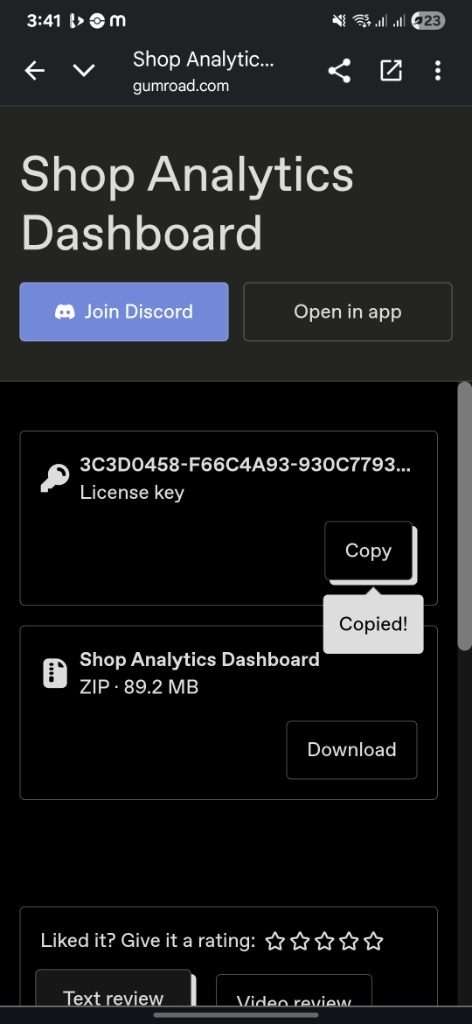 3:41
23
Shop Analytic...
gumroad.com
Shop Analytics
Dashboard
Join Discord
Open in app
3C3D0458-F66C4A93-930C7793...
License key
Copy
Copied!
Shop Analytics Dashboard
ZIP · 89.2 MB
Download
Liked it? Give it a rating:
Text review
Video review